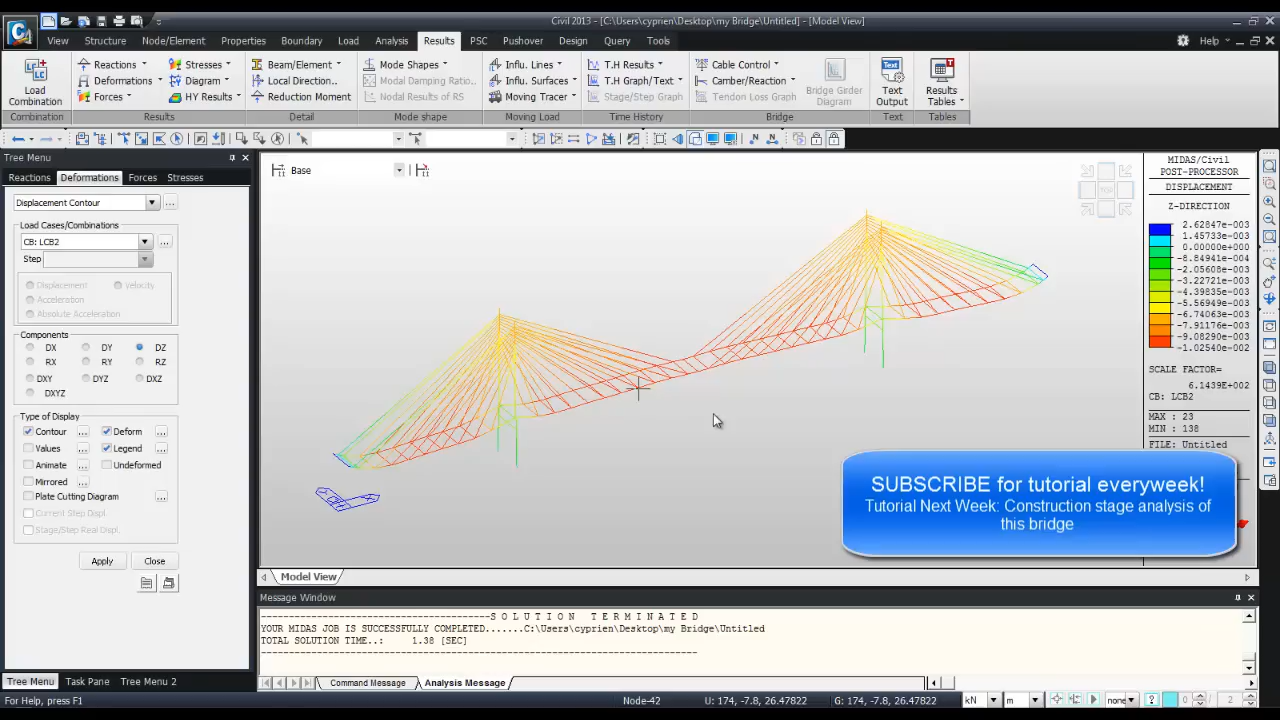 Civil 2013 - [C:\Users\cyprien\Desktop\my Bridge\Untitled] - [Model View]
View Structure Node/Element Properties Boundary Load Analysis Results PSC Pushover Design Query Tools Help
Load Combination
Reactions
Deformations
Forces
Stresses
Diagram
HY Results
Beam/Element
Local Direction..
Reduction Moment
Mode Shapes
Modal Damping Ratio..
Nodal Results of RS
Influ. Lines
Influ. Surfaces
Moving Tracer
T.H Results
T.H Graph/Text
Stage/Step Graph
Cable Control
Camber/Reaction
Tendon Loss Graph
Bridge Girder Diagram
Text Output
Results Tables
Combination Results Detail Mode shape Moving Load Time History Bridge Text Tables
Tree Menu
Reactions Deformations Forces Stresses
Displacement Contour
Load Cases/Combinations
CB: LCB2
Step
Displacement Velocity
Acceleration
Absolute Acceleration
Components
DX DY DZ
RX RY RZ
DXY DYZ DXZ
DXYZ
Type of Display
Contour Deform
Values Legend
Animate Undeformed
Mirrored
Plate Cutting Diagram
Current Step Displ.
Stage/Step Real Displ.
Apply Close
Tree Menu Task Pane Tree Menu 2
Base
TOP
MIDAS/Civil
POST-PROCESSOR
DISPLACEMENT
Z-DIRECTION
2.62847e-003
1.45733e-003
0.00000e+000
-8.84941e-004
-2.05608e-003
-3.22721e-003
-4.39835e-003
-5.56949e-003
-6.74063e-003
-7.91176e-003
-9.08290e-003
-1.02540e-002
SCALE FACTOR=
6.1439E+002
CB: LCB2
MAX : 23
MIN : 138
FILE: Untitled
SUBSCRIBE for tutorial everyweek!
Tutorial Next Week: Construction stage analysis of
this bridge
Model View
Message Window
SOLUTION TERMINATED
YOUR MIDAS JOB IS SUCCESSFULLY COMPLETED.......C:\Users\cyprien\Desktop\my Bridge\Untitled
TOTAL SOLUTION TIME..: 1.38 [SEC]
Command Message Analysis Message
For Help, press F1
Node-42
U: 174, -7.8, 26.47822
G: 174, -7.8, 26.47822
kN m none 0 / 2